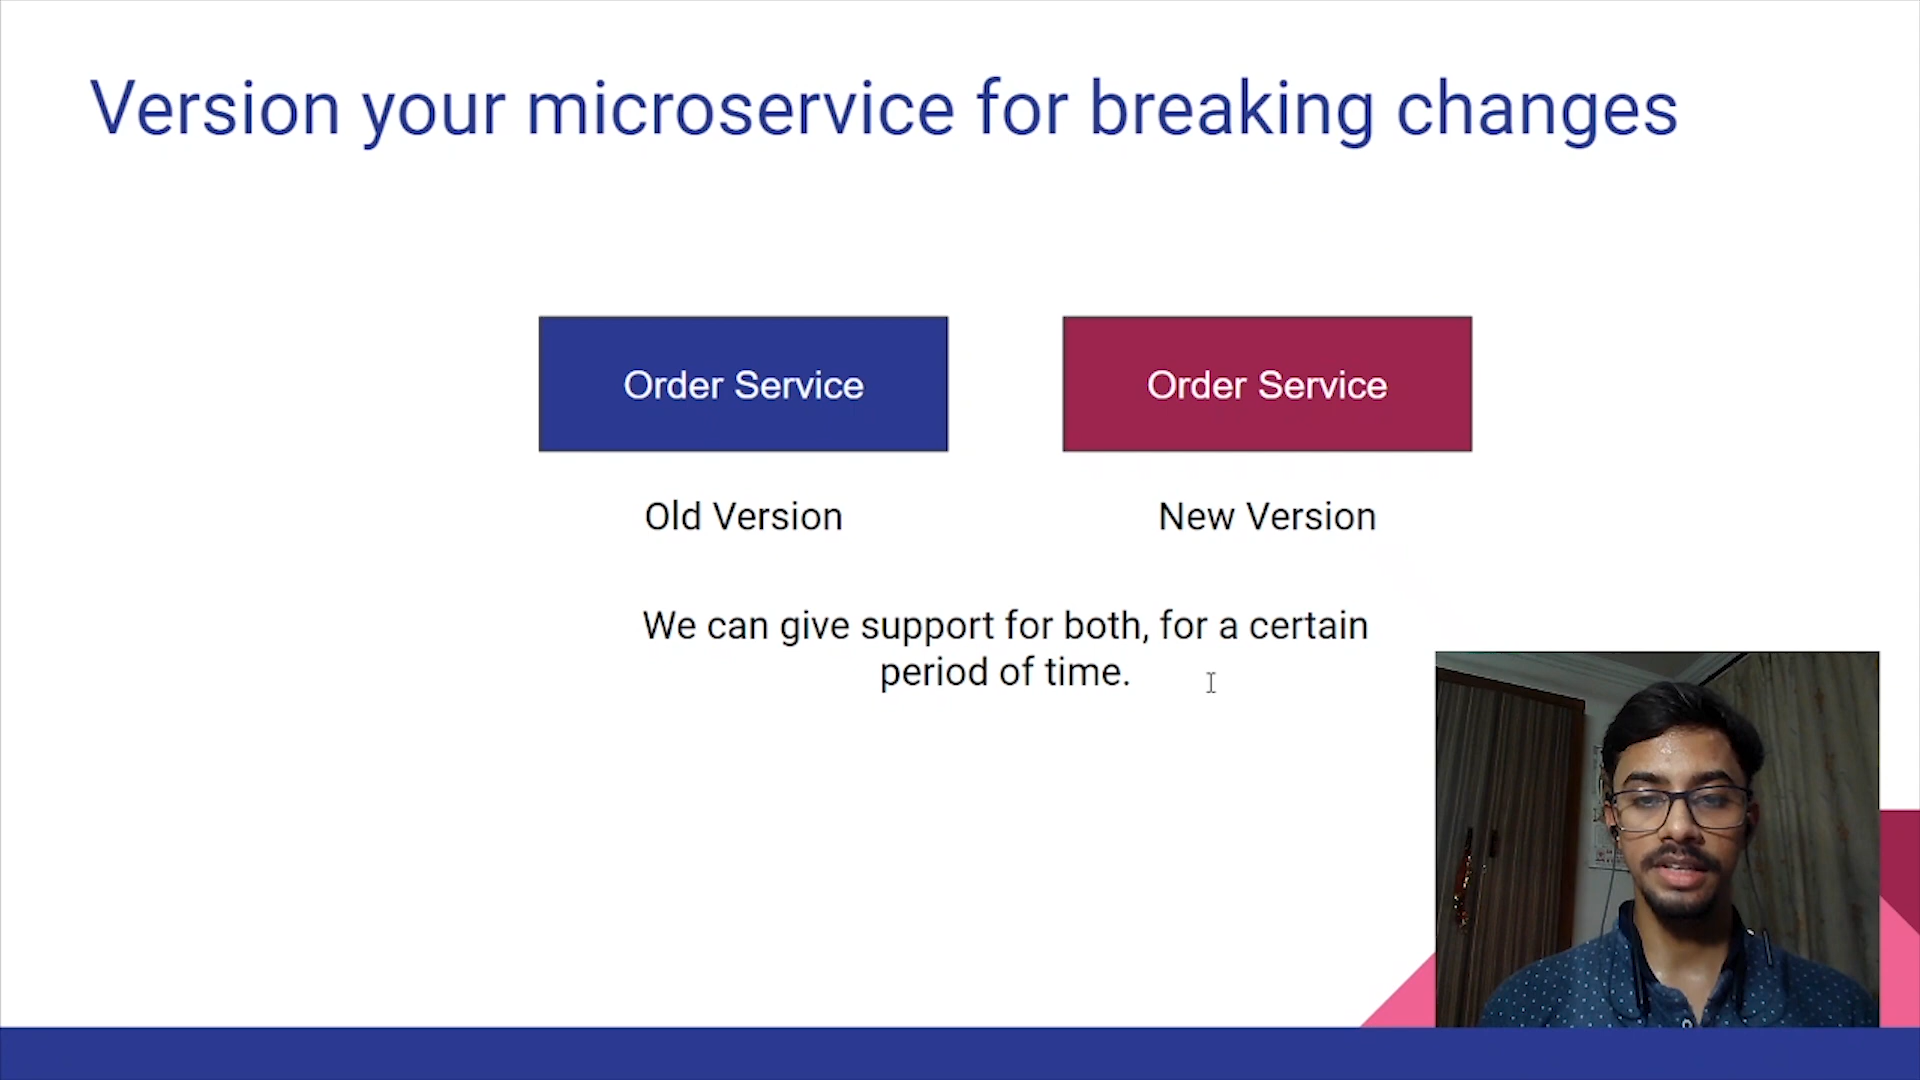 Version your microservice for breaking changes
Order Service
Order Service
Old Version
New Version
We can give support for both, for a certain
period of time.